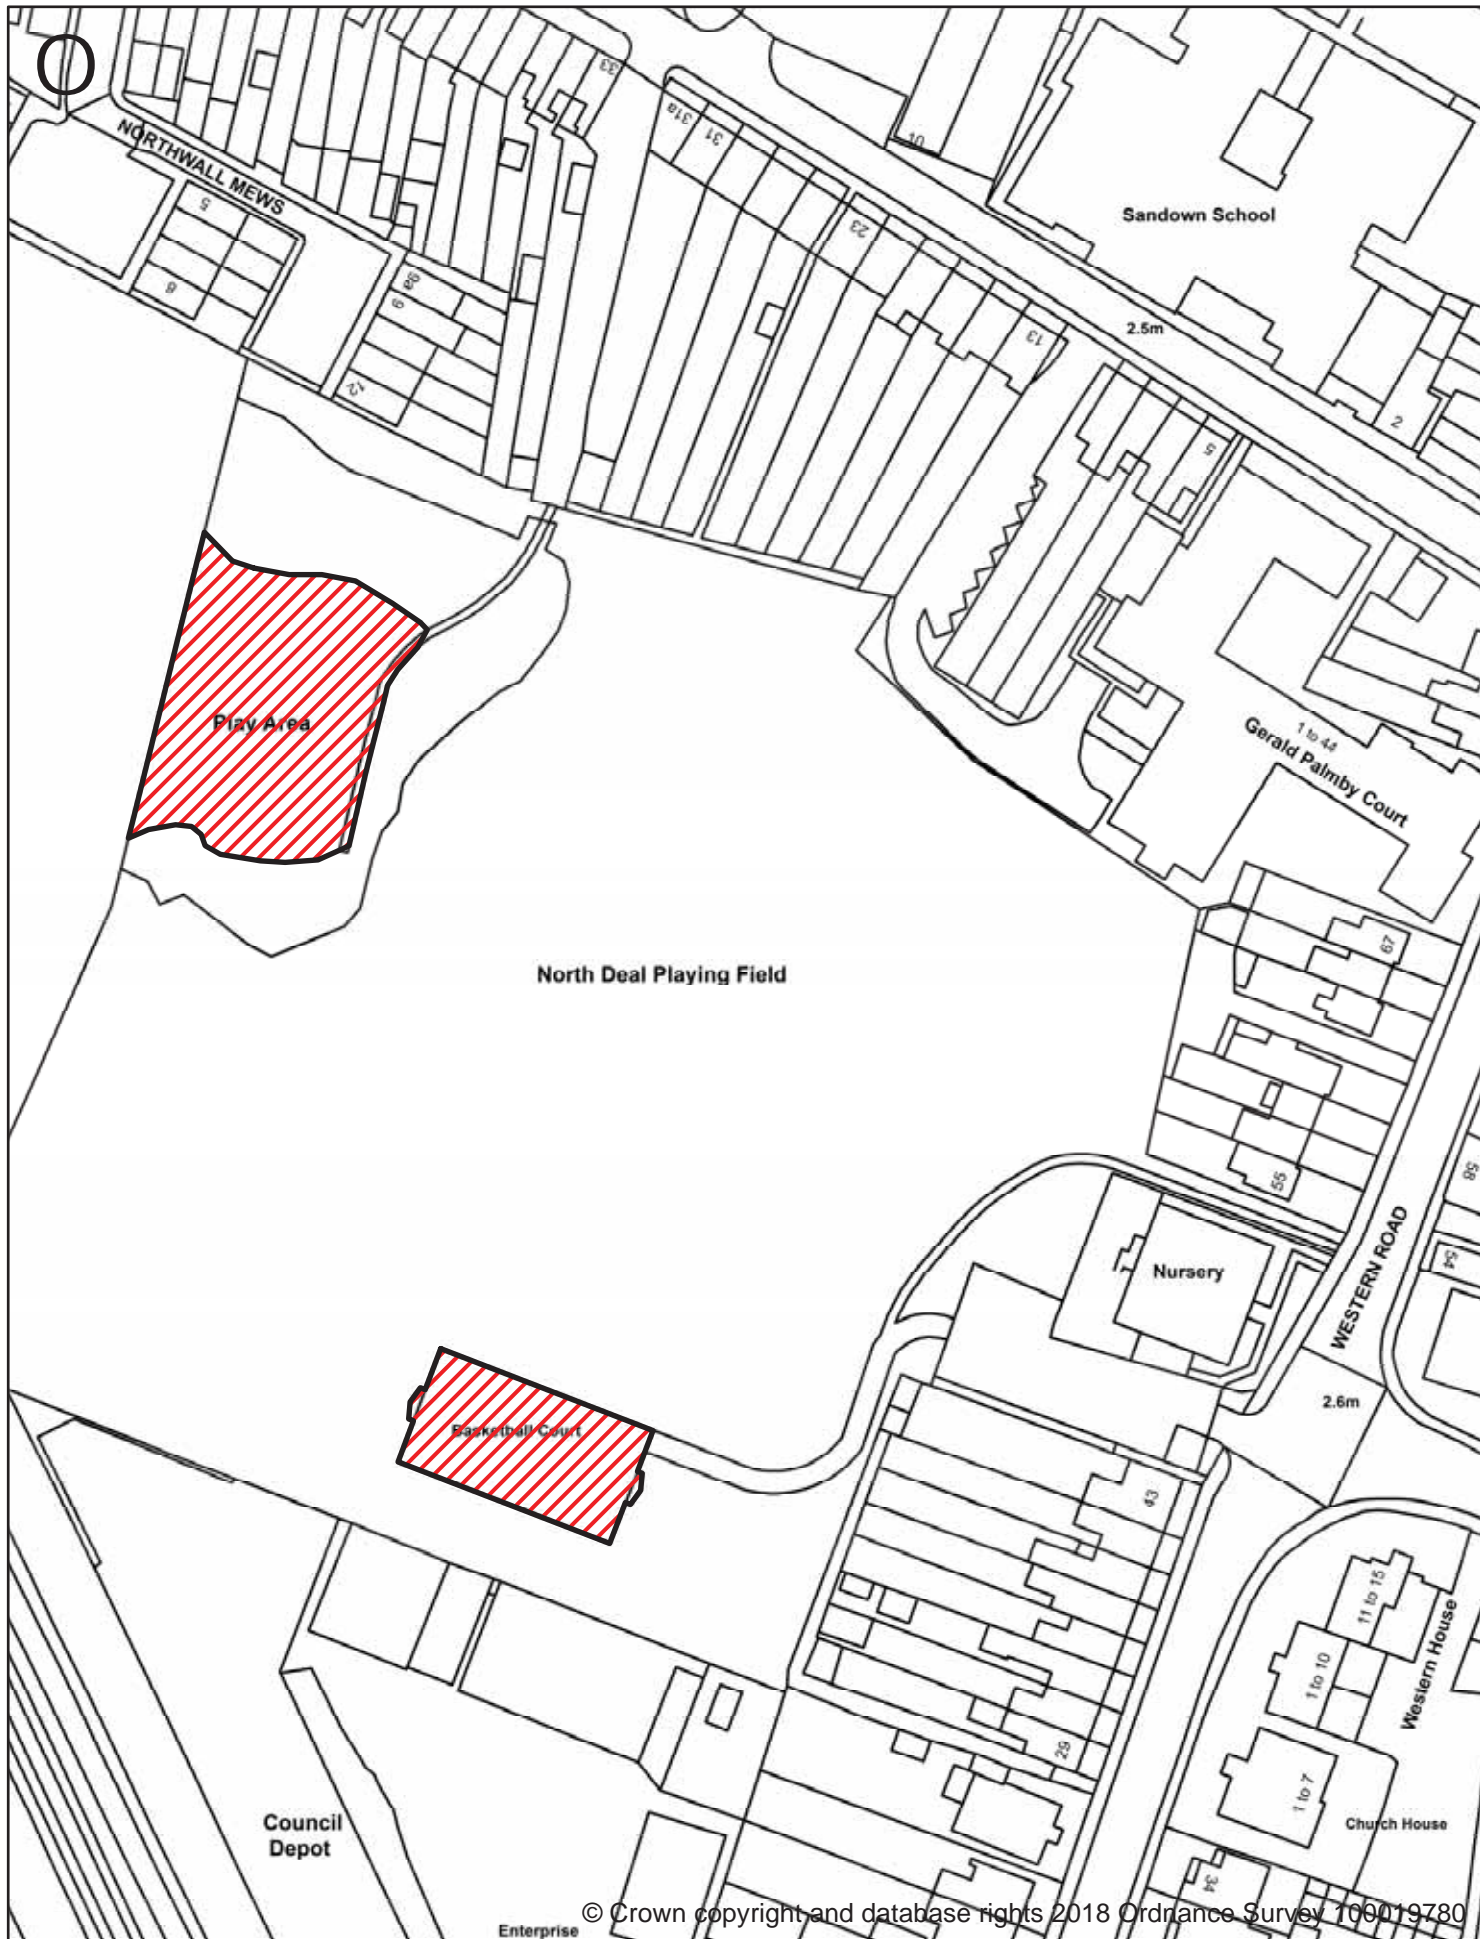 O
33
31a
31
10
NORTHWALL MEWS
5
8
Sandown School
23
9a
9
13
2.5m
12
2
5
Play Area
1 to 44
Gerald Palmby Court
67
North Deal Playing Field
55
58
54
Nursery
WESTERN ROAD
2.6m
Basketball Court
43
11 to 15
1 to 10
Western House
29
1 to 7
Council
Depot
Church House
34
Enterprise
© Crown copyright and database rights 2018 Ordnance Survey 100019780